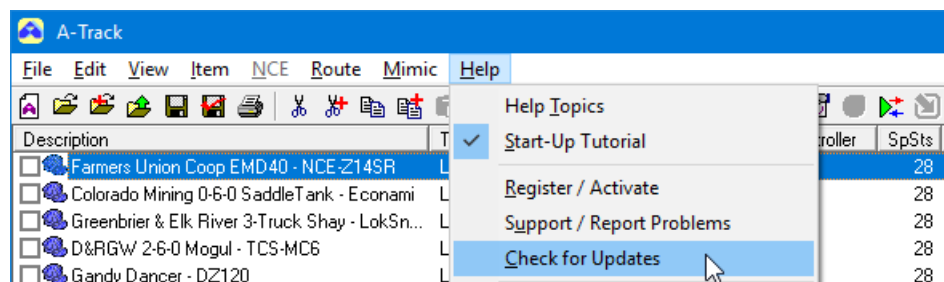 A-Track
File Edit View Item NCE Route Mimic Help
Help Topics
Description SpSts
Start-Up Tutorial
Farmers Union Coop EMD40 - NCE-Z14SR L 28
Colorado Mining 0-6-0 SaddleTank - Econami L Register / Activate 28
Greenbrier & Elk River 3-Truck Shay - LokSn... L Support / Report Problems 28
D&RGW 2-6-0 Mogul - TCS-MC6 L Check for Updates 28
Gandy Dancer - DZ120 L 28